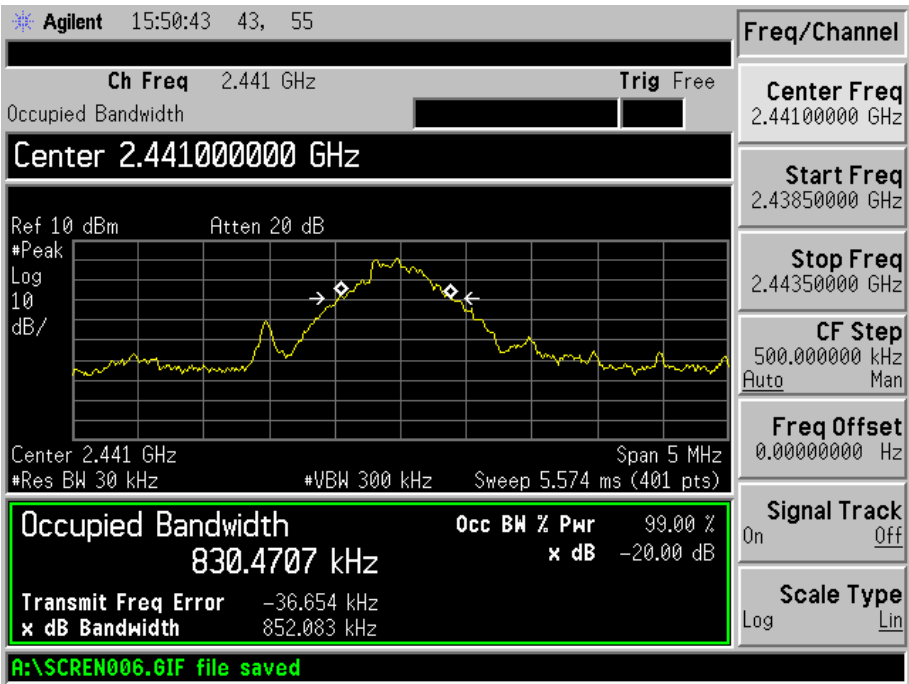 Agilent 15:50:43 43, 55
Ch Freq 2.441 GHz Trig Free
Occupied Bandwidth
Center 2.441000000 GHz
Ref 10 dBm Atten 20 dB
#Peak
Log
10
dB/
Center 2.441 GHz Span 5 MHz
#Res BW 30 kHz #VBW 300 kHz Sweep 5.574 ms (401 pts)
Occupied Bandwidth Occ BW % Pwr 99.00 %
830.4707 kHz x dB -20.00 dB
Transmit Freq Error -36.654 kHz
x dB Bandwidth 852.083 kHz
A:\SCREN006.GIF file saved
Freq/Channel
Center Freq
2.44100000 GHz
Start Freq
2.43850000 GHz
Stop Freq
2.44350000 GHz
CF Step
500.000000 kHz
Auto Man
Freq Offset
0.00000000 Hz
Signal Track
On Off
Scale Type
Log Lin